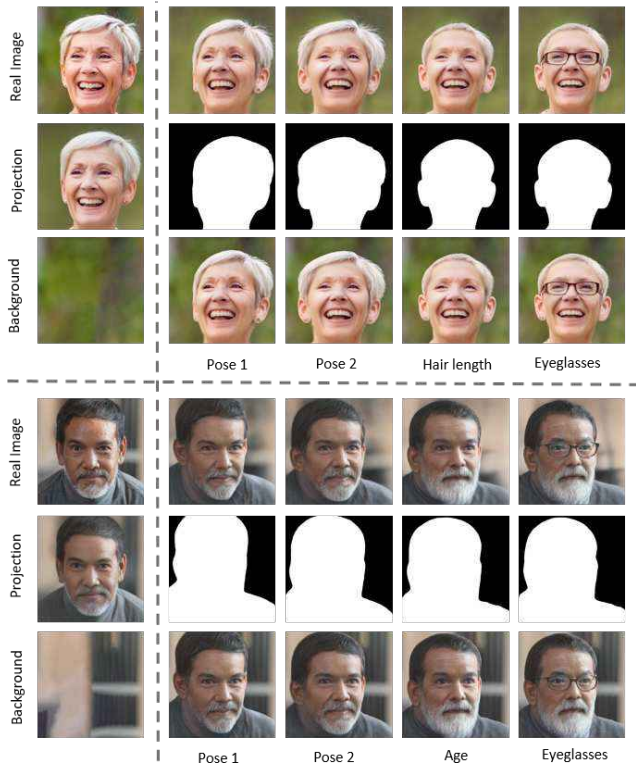 Real Image
Projection
Background
Pose 1 Pose 2 Hair length Eyeglasses
Real Image
Projection
Background
Pose 1 Pose 2 Age Eyeglasses